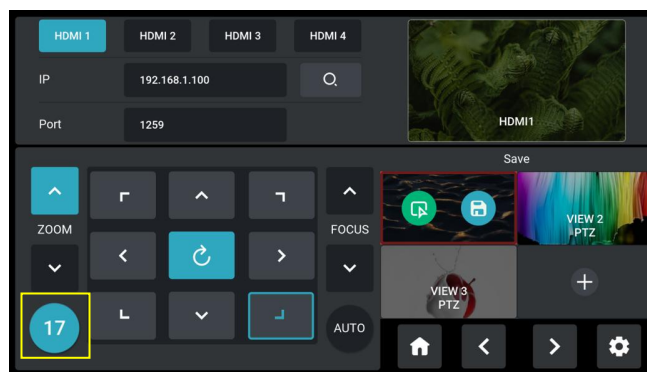 HDMI 1 HDMI 2 HDMI 3 HDMI 4
IP 192.168.1.100
Port 1259
HDMI1
Save
ZOOM
FOCUS
VIEW 2
PTZ
VIEW 3
PTZ
17
AUTO